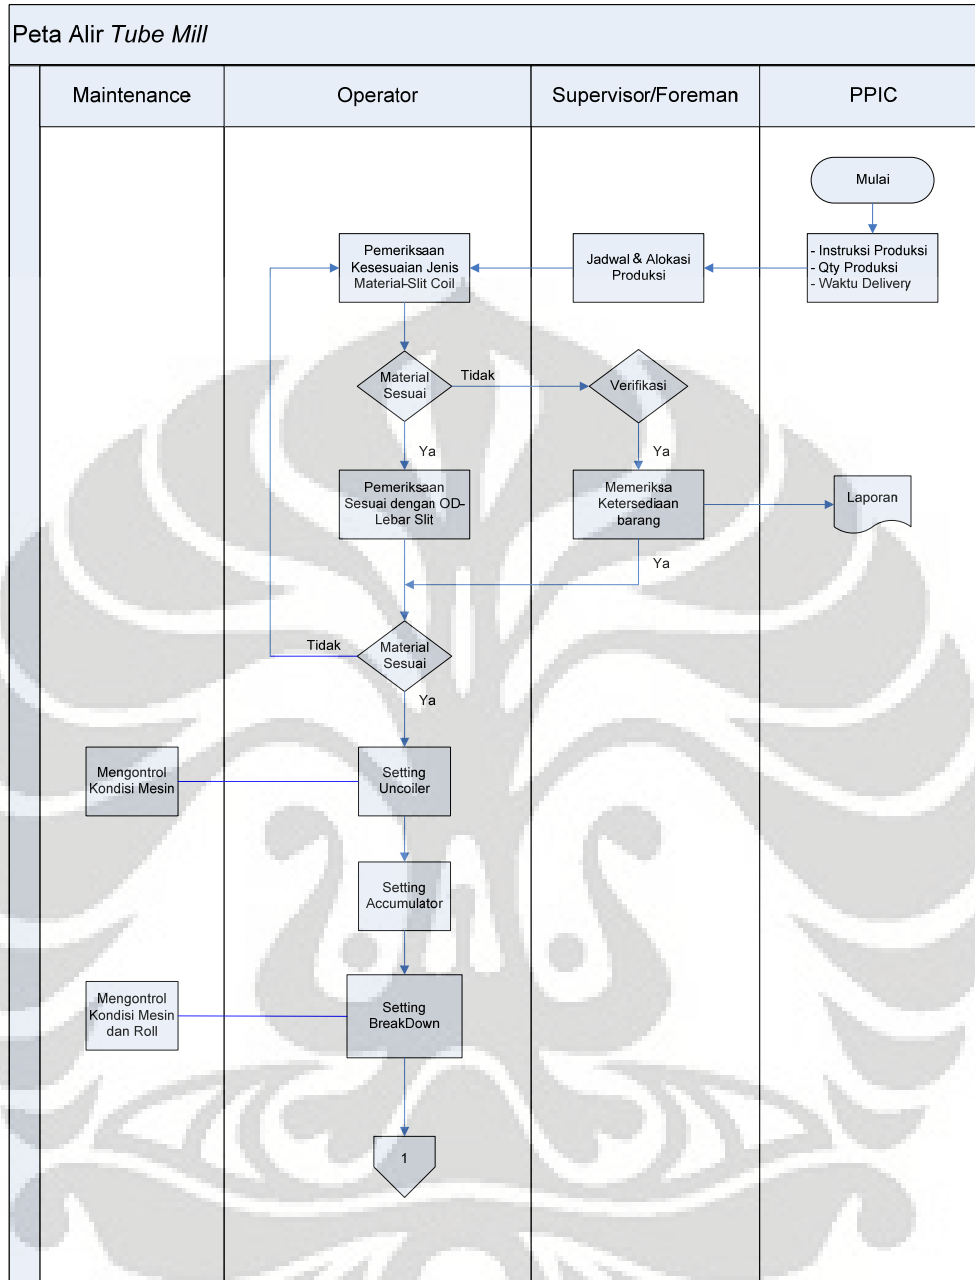 Peta Alir Tube Mill
Maintenance
Operator
Supervisor/Foreman
PPIC
Mulai
Pemeriksaan
Kesesuaian Jenis
Material-Slit Coil
Jadwal & Alokasi
Produksi
- Instruksi Produksi
- Qty Produksi
- Waktu Delivery
Material
Sesuai
Tidak
Verifikasi
Ya
Ya
Pemeriksaan
Sesuai dengan OD-
Lebar Slit
Memeriksa
Ketersediaan
barang
Laporan
Ya
Tidak
Material
Sesuai
Ya
Mengontrol
Kondisi Mesin
Setting
Uncoiler
Setting
Accumulator
Mengontrol
Kondisi Mesin
dan Roll
Setting
BreakDown
1